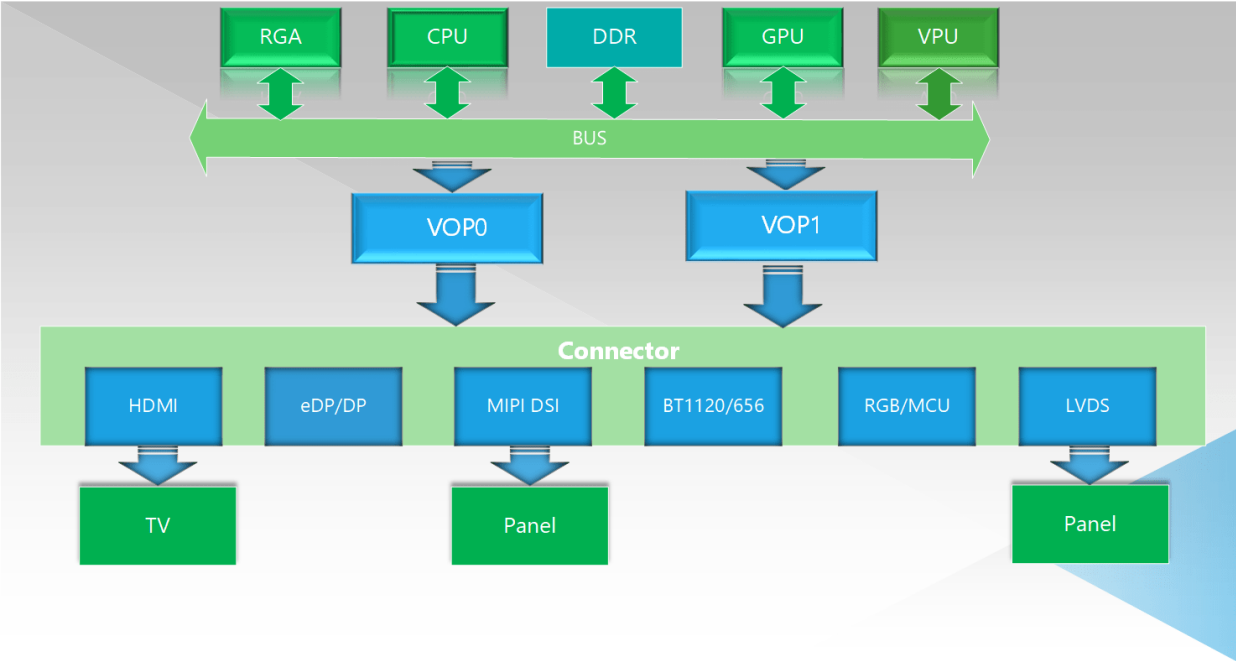 RGA
CPU
DDR
GPU
VPU
BUS
VOP0
VOP1
Connector
HDMI
eDP/DP
MIPI DSI
BT1120/656
RGB/MCU
LVDS
TV
Panel
Panel